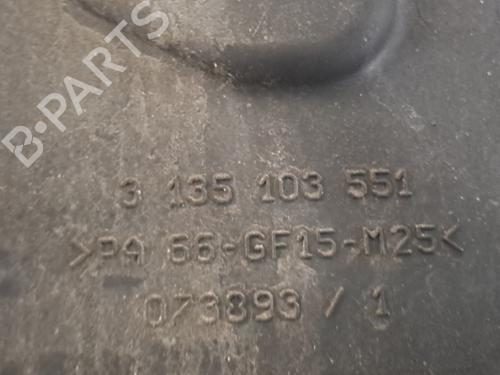 B-PARTS
3 135 103 551
>PA 66-GF15-M25<
073893 / 1